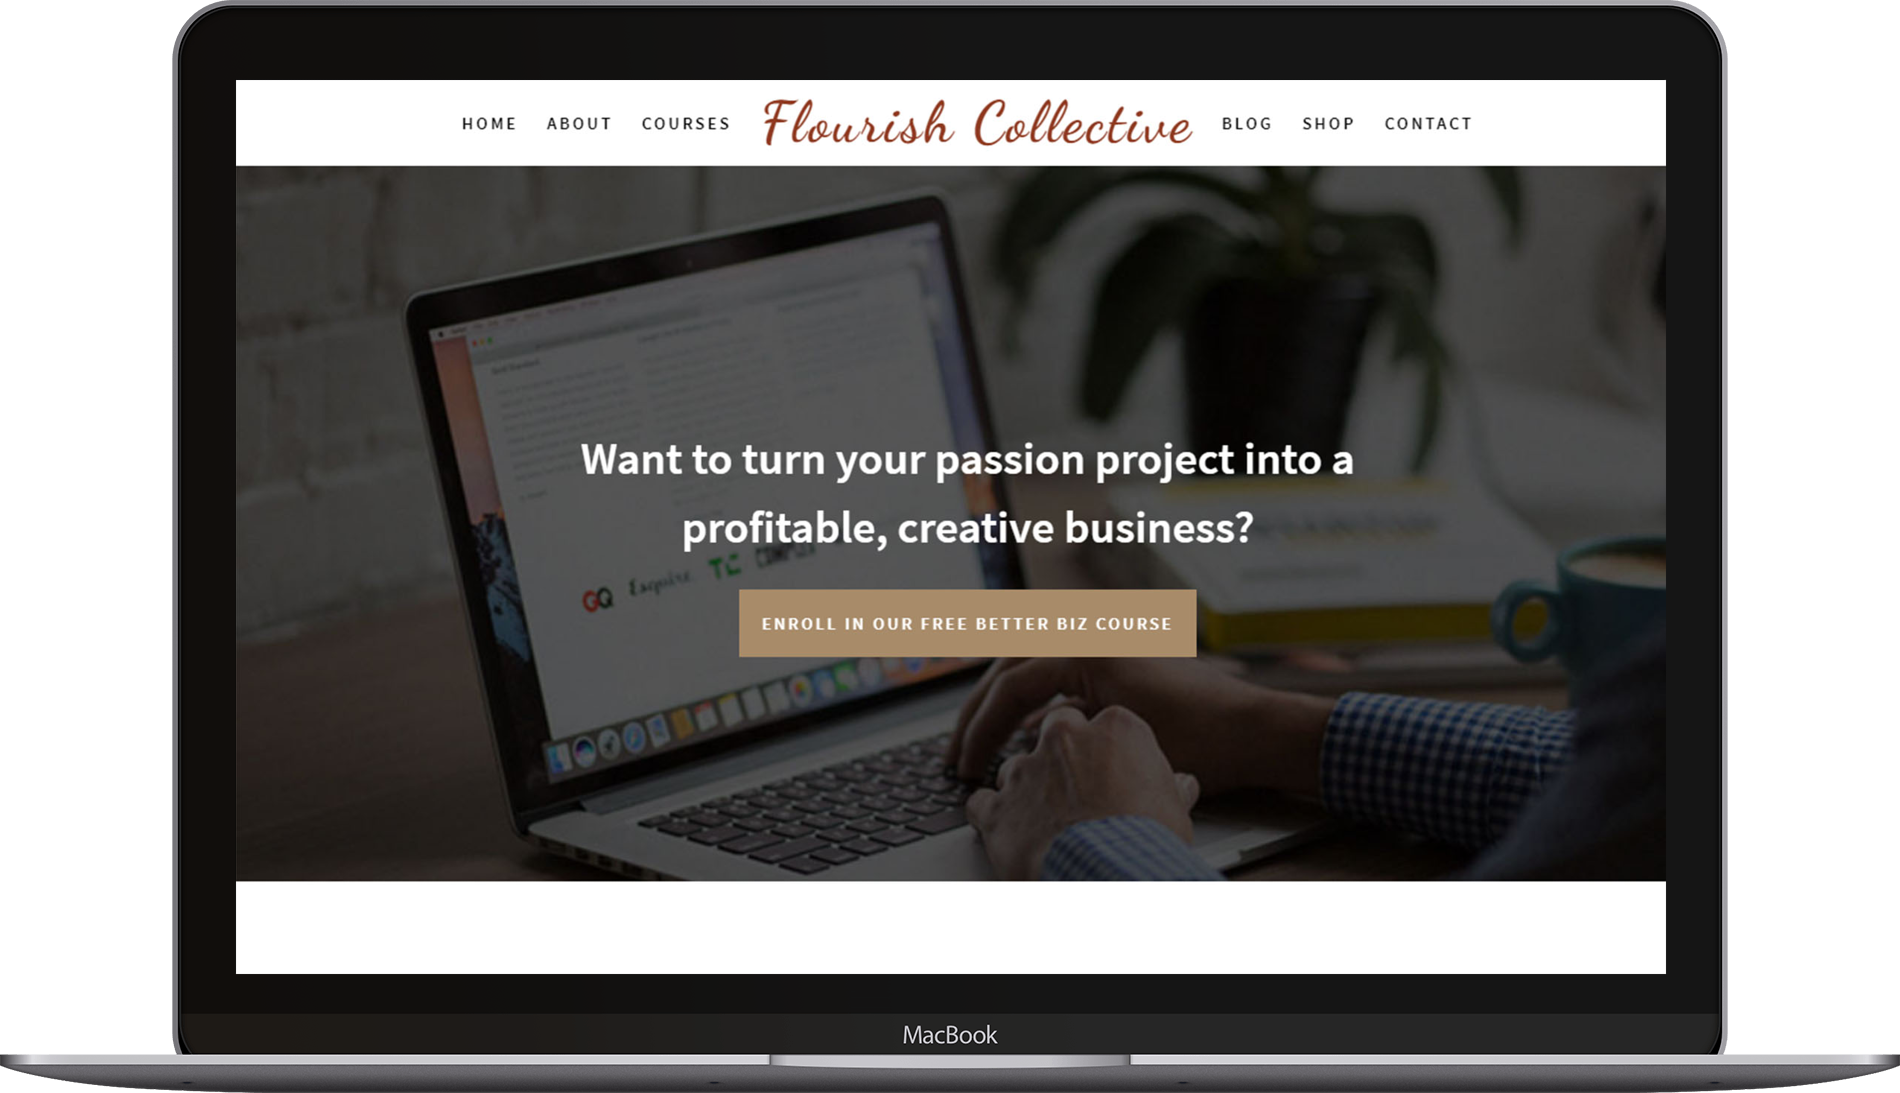 HOME ABOUT COURSES Flourish Collective BLOG SHOP CONTACT
Want to turn your passion project into a
profitable, creative business?
GQ Esquire TC COMPLEX
ENROLL IN OUR FREE BETTER BIZ COURSE
MacBook